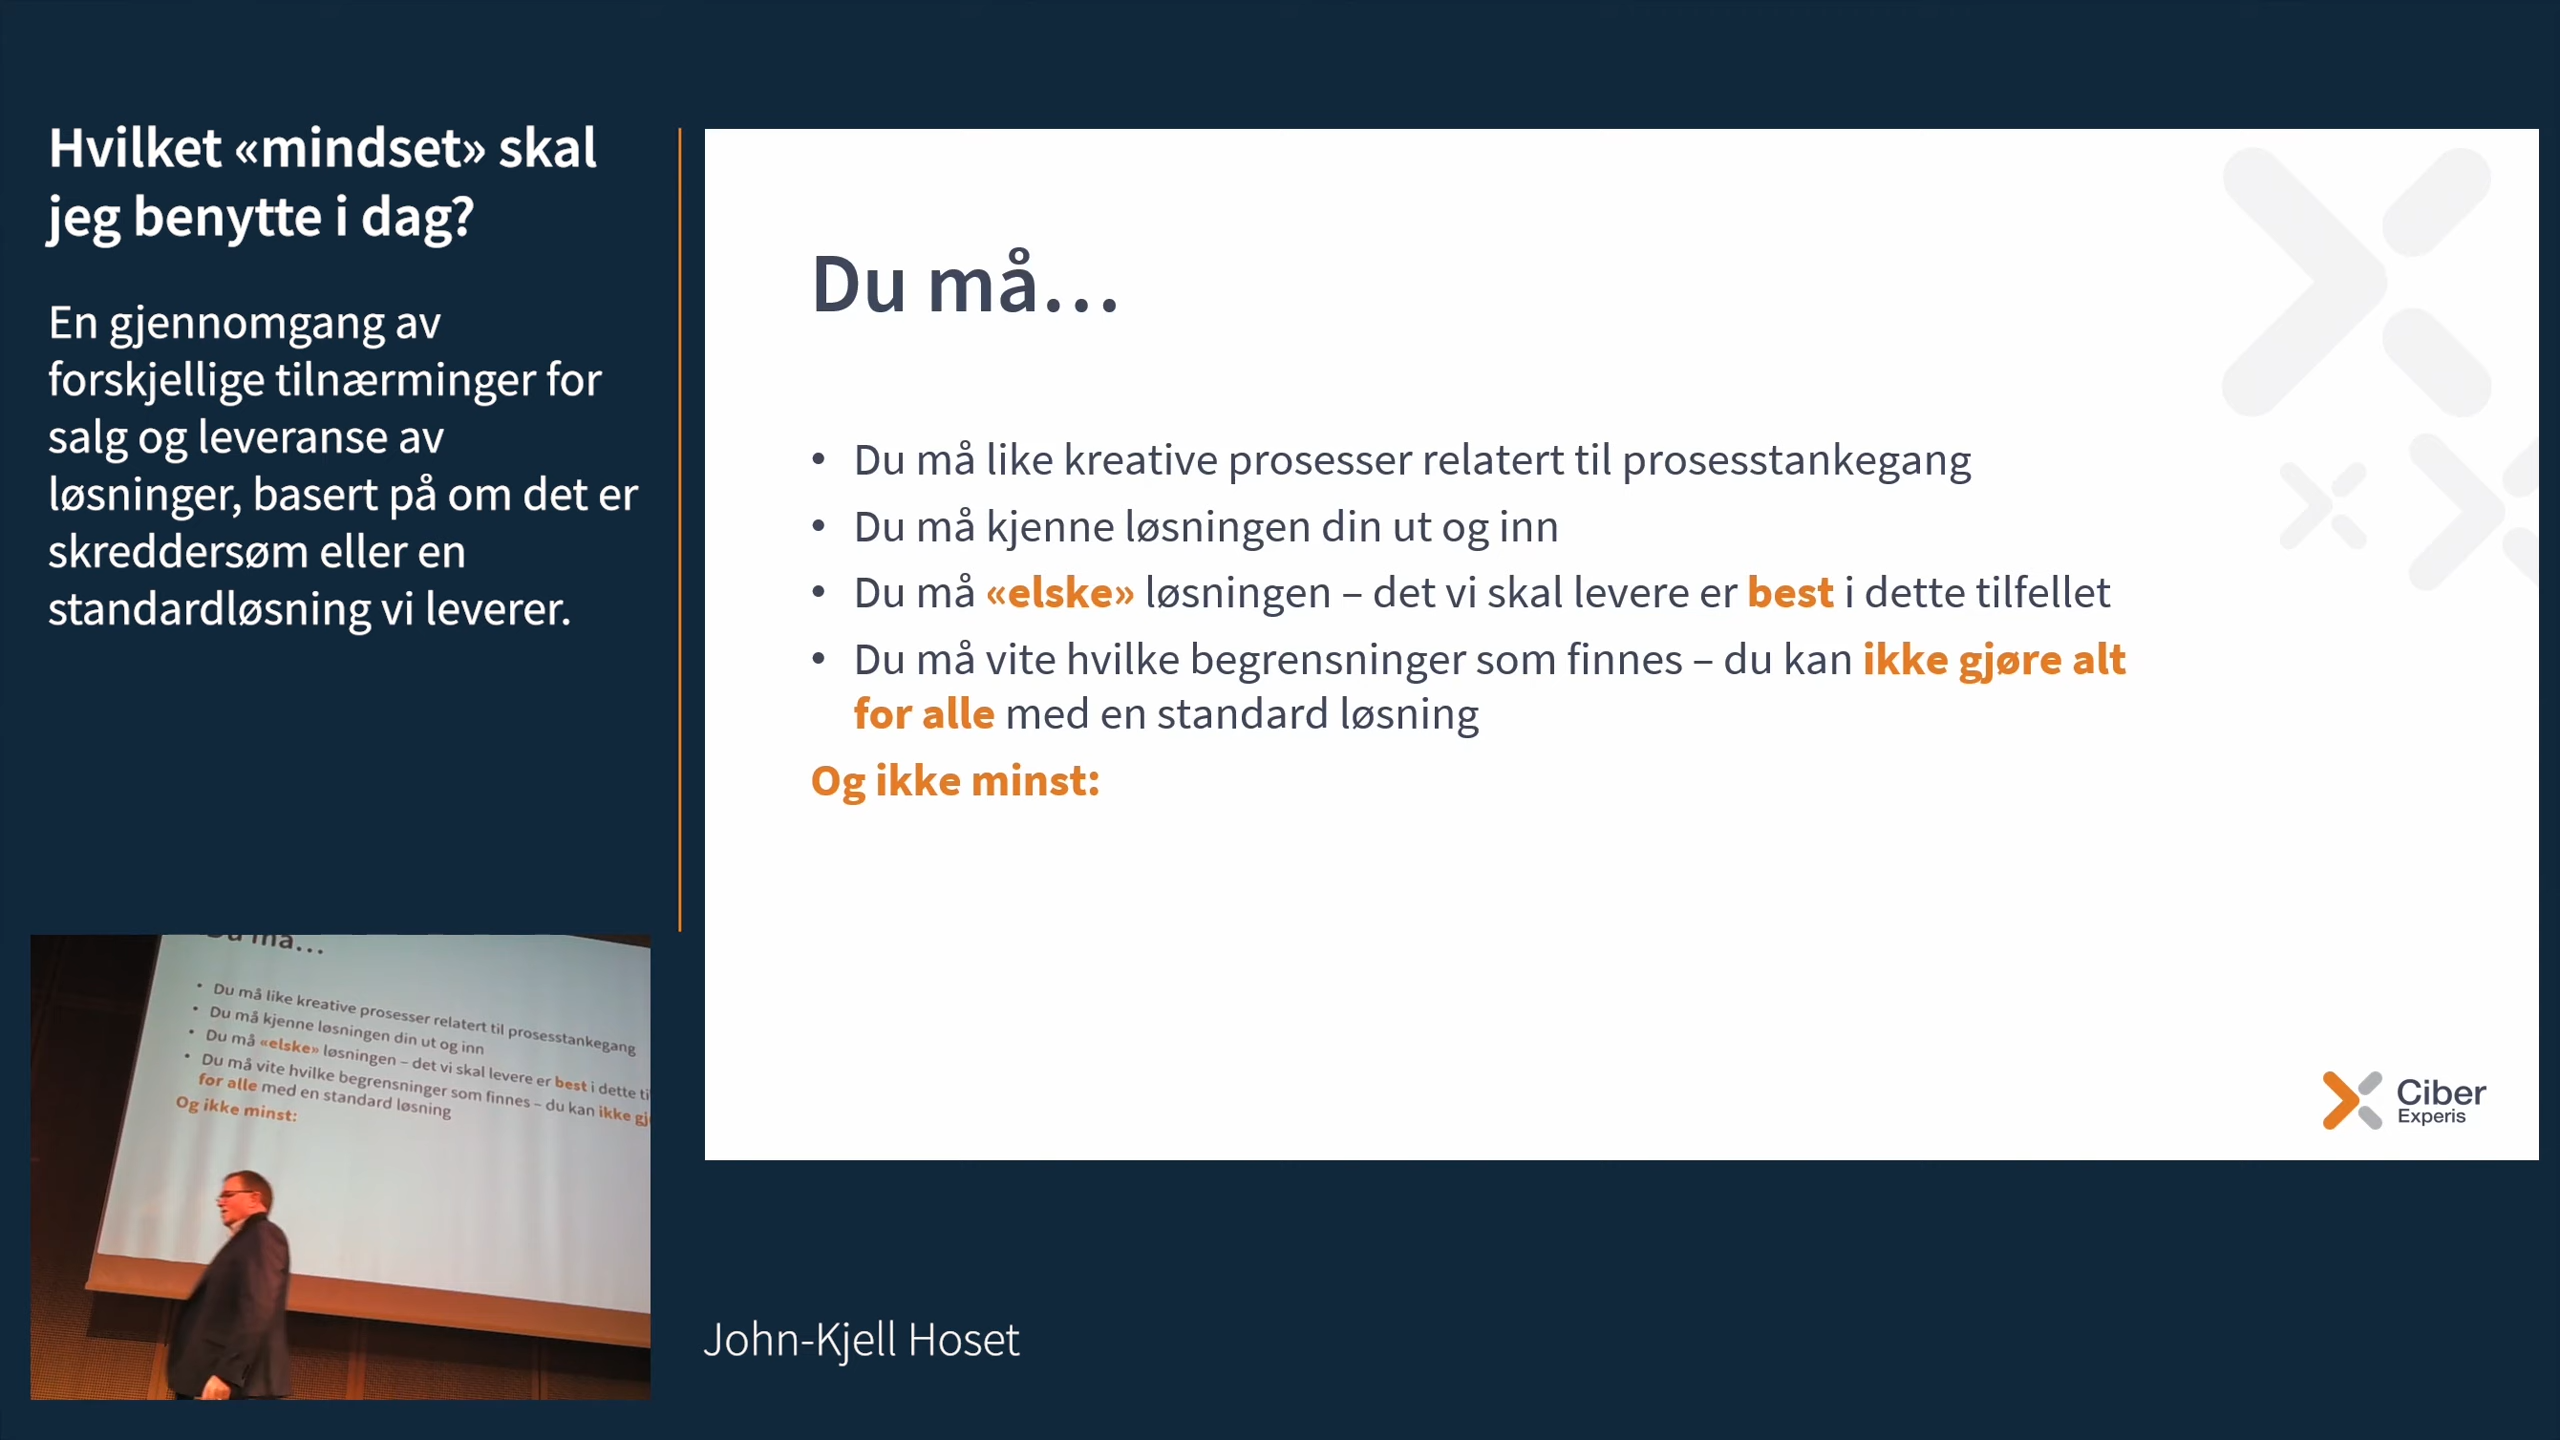 Hvilket «mindset» skal
jeg benytte i dag?
En gjennomgang av
forskjellige tilnærminger for
salg og leveranse av
løsninger, basert på om det er
skreddersøm eller en
standardløsning vi leverer.
Du må...
• Du må like kreative prosesser relatert til prosesstankegang
• Du må kjenne løsningen din ut og inn
• Du må «elske» løsningen – det vi skal levere er best i dette tilfellet
• Du må vite hvilke begrensninger som finnes – du kan ikke gjøre alt
for alle med en standard løsning
Og ikke minst:
Ciber
Experis
Du må...
• Du må like kreative prosesser relatert til prosesstankegang
• Du må kjenne løsningen din ut og inn
• Du må «elske» løsningen – det vi skal levere er best i dette
• Du må vite hvilke begrensninger som finnes – du kan ikke
for alle med en standard løsning
Og ikke minst:
John-Kjell Hoset